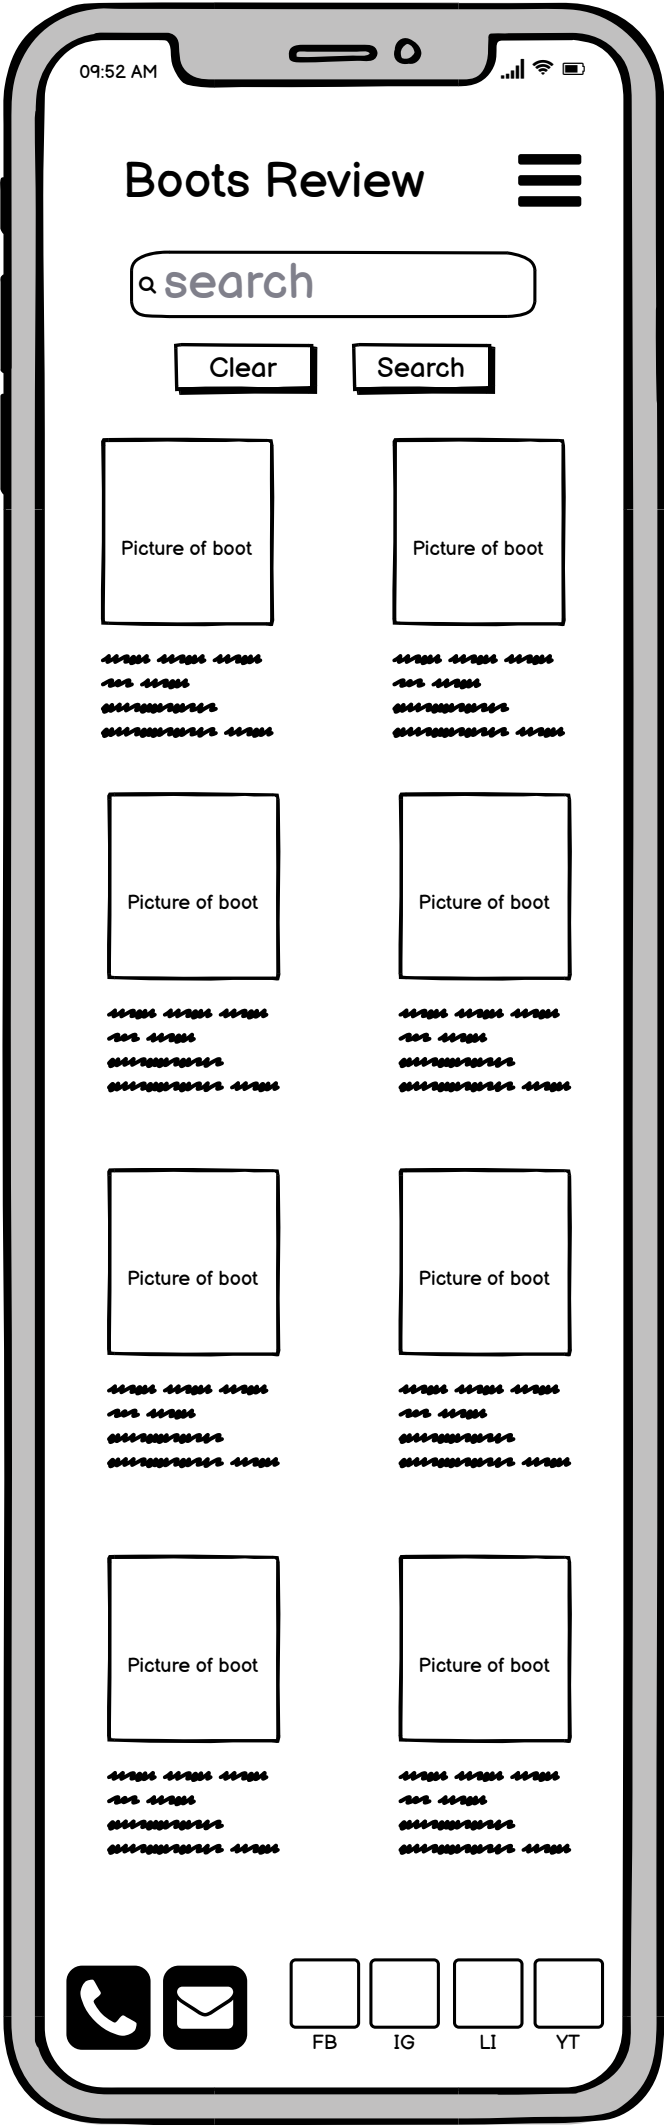 09:52 AM
Boots Review
search
Clear Search
Picture of boot Picture of boot
Picture of boot Picture of boot
Picture of boot Picture of boot
Picture of boot Picture of boot
FB IG LI YT